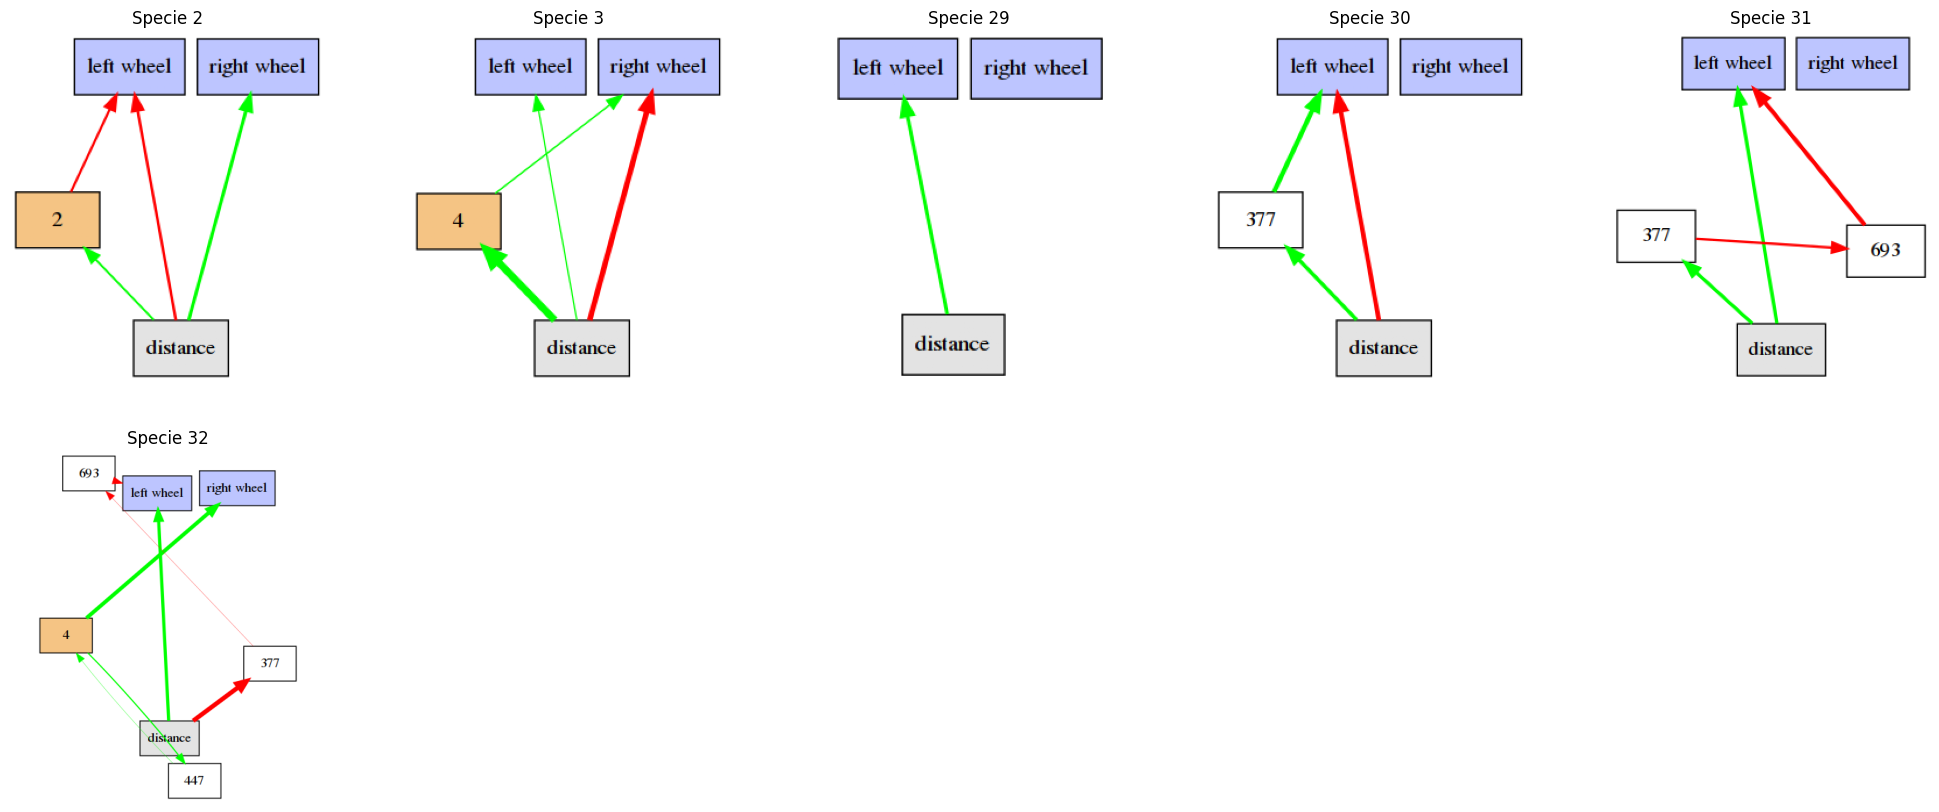 Specie 2
left wheel
right wheel
2
distance
Specie 3
left wheel
right wheel
4
distance
Specie 29
left wheel
right wheel
distance
Specie 30
left wheel
right wheel
377
distance
Specie 31
left wheel
right wheel
377
693
distance
Specie 32
693
left wheel
right wheel
4
377
distance
447